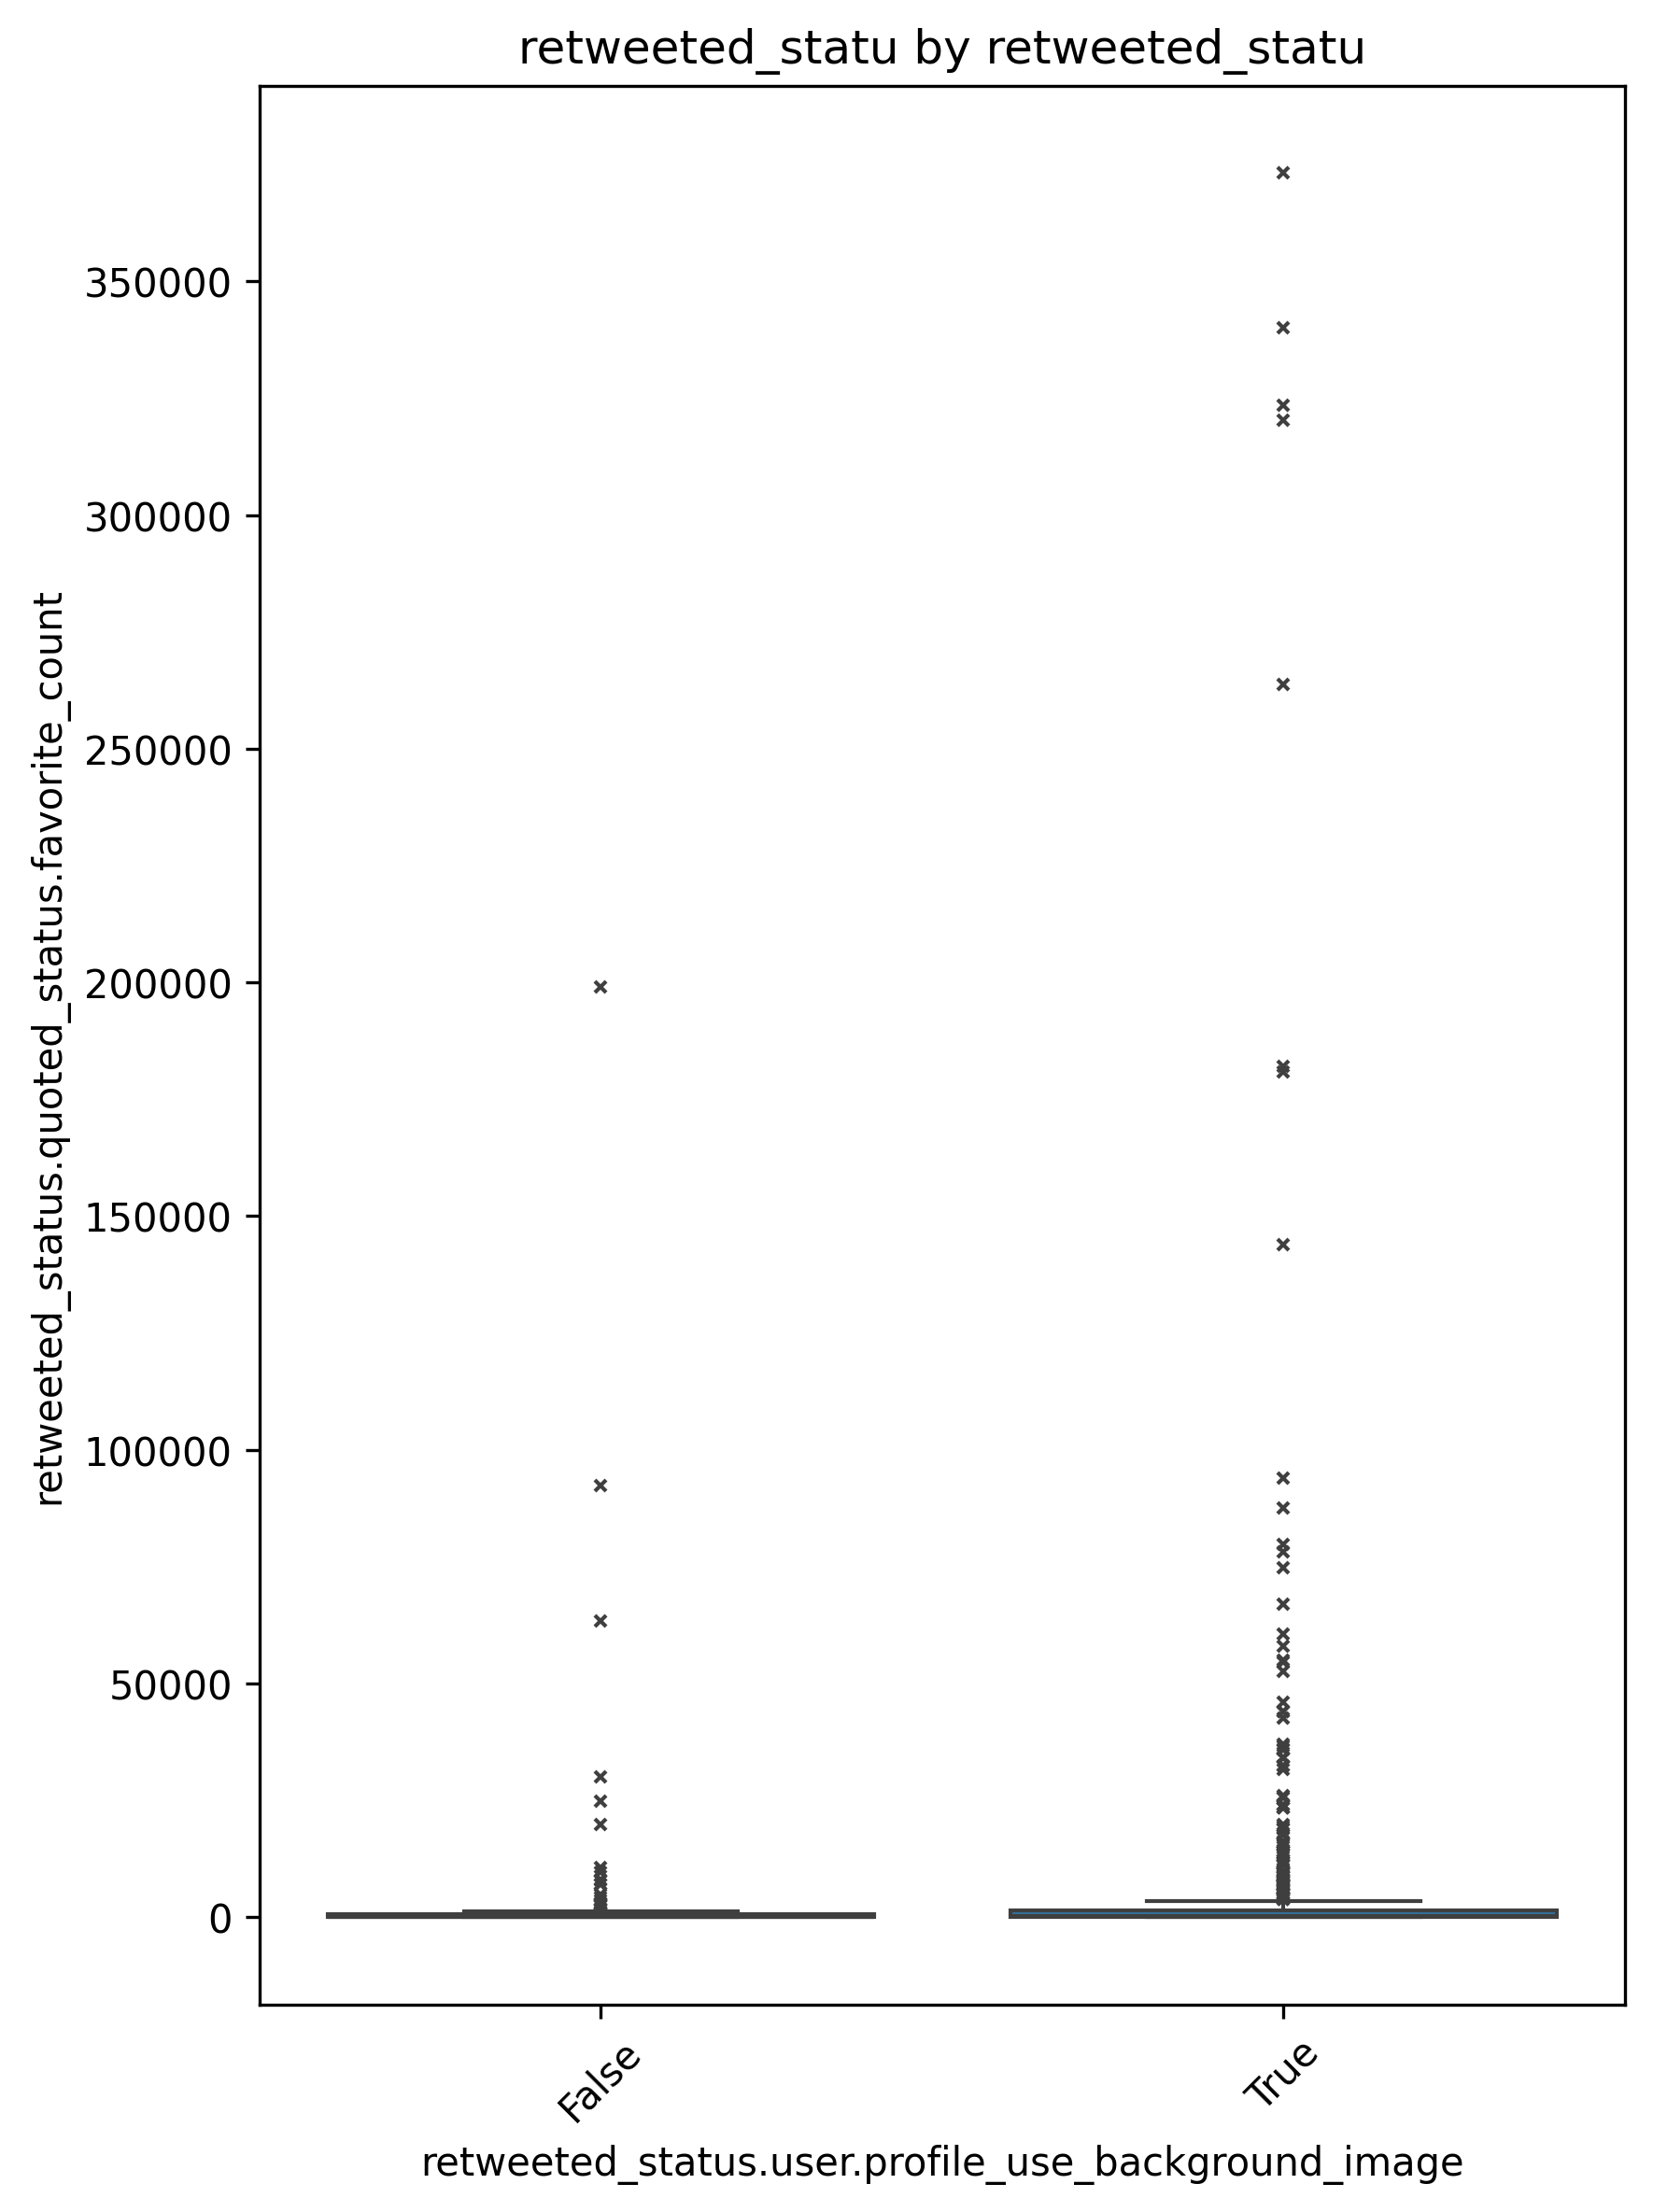 retweeted_statu by retweeted_statu
retweeted_status.quoted_status.favorite_count
350000
300000
250000
200000
150000
100000
50000
0
False
True
retweeted_status.user.profile_use_background_image